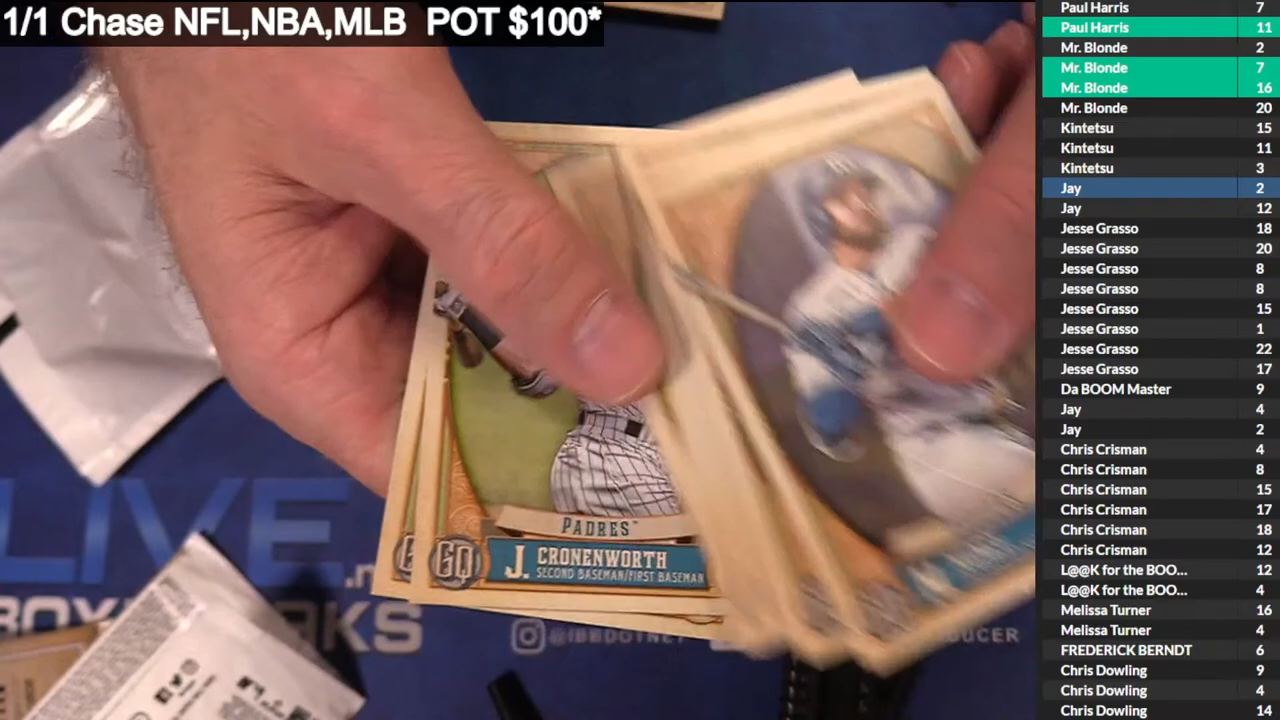 1/1 Chase NFL,NBA,MLB POT $100*
Paul Harris 7
Paul Harris 11
Mr. Blonde 2
Mr. Blonde 7
Mr. Blonde 16
Mr. Blonde 20
Kintetsu 15
Kintetsu 11
Kintetsu 3
Jay 2
Jay 12
Jesse Grasso 18
Jesse Grasso 20
Jesse Grasso 8
Jesse Grasso 8
Jesse Grasso 15
Jesse Grasso 1
Jesse Grasso 22
Jesse Grasso 17
Da BOOM Master 9
Jay 4
Jay 2
Chris Crisman 4
Chris Crisman 8
Chris Crisman 15
Chris Crisman 17
Chris Crisman 18
Chris Crisman 12
L@@K for the BOO... 12
L@@K for the BOO... 4
Melissa Turner 16
Melissa Turner 4
FREDERICK BERNDT 6
Chris Dowling 9
Chris Dowling 4
Chris Dowling 14
PADRES™
GQ J. CRONENWORTH
SECOND BASEMAN/FIRST BASEMAN
LIVE